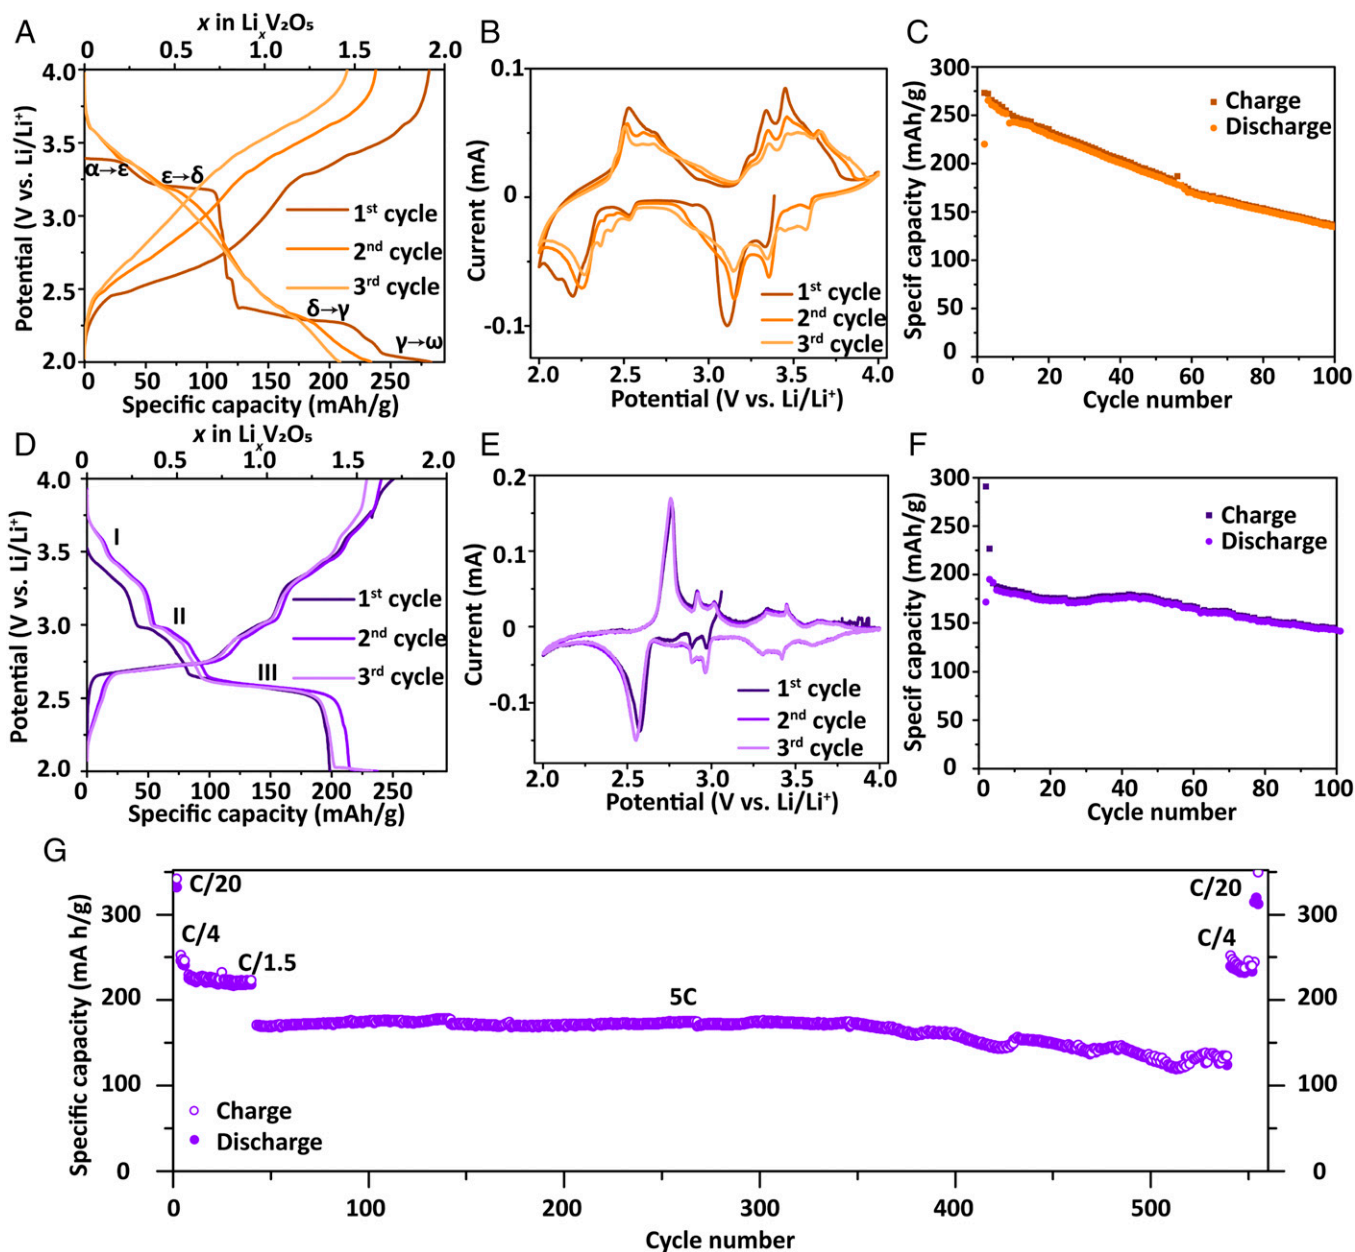 A
x in LiₓV₂O₅
0 0.5 1.0 1.5 2.0
Potential (V vs. Li/Li⁺)
4.0
3.5
3.0
2.5
2.0
α→ε
ε→δ
δ→γ
γ→ω
1st cycle
2nd cycle
3rd cycle
0 50 100 150 200 250
Specific capacity (mAh/g)
B
Current (mA)
0.1
0
-0.1
1st cycle
2nd cycle
3rd cycle
2.0 2.5 3.0 3.5 4.0
Potential (V vs. Li/Li⁺)
C
Specif capacity (mAh/g)
300
250
200
150
100
50
0
Charge
Discharge
0 20 40 60 80 100
Cycle number
D
x in LiₓV₂O₅
0 0.5 1.0 1.5 2.0
Potential (V vs. Li/Li⁺)
4.0
3.5
3.0
2.5
2.0
I
II
III
1st cycle
2nd cycle
3rd cycle
0 50 100 150 200 250
Specific capacity (mAh/g)
E
Current (mA)
0.2
0.1
0
-0.1
1st cycle
2nd cycle
3rd cycle
2.0 2.5 3.0 3.5 4.0
Potential (V vs. Li/Li⁺)
F
Specif capacity (mAh/g)
300
250
200
150
100
50
0
Charge
Discharge
0 20 40 60 80 100
Cycle number
G
Specific capacity (mA h/g)
C/20 C/20
300 300
C/4 C/4
C/1.5
200 200
5C
100 100
Charge
Discharge
0 0
0 100 200 300 400 500
Cycle number